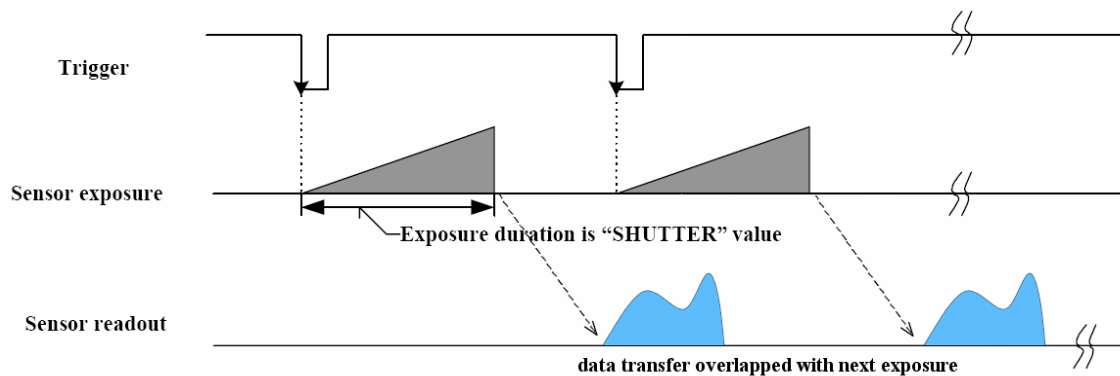 Trigger
Sensor exposure
Exposure duration is “SHUTTER” value
Sensor readout
data transfer overlapped with next exposure